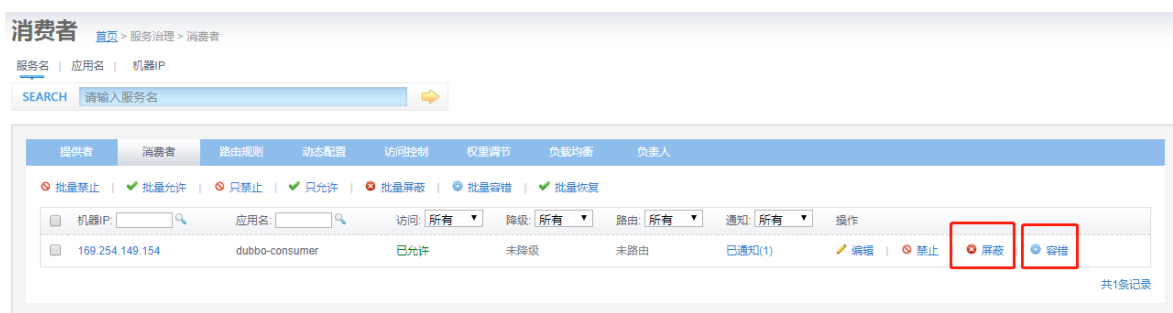 消费者 首页 > 服务治理 > 消费者
服务名 | 应用名 | 机器IP
SEARCH 请输入服务名
提供者 消费者 路由规则 动态配置 访问控制 权重调节 负载均衡 负责人
批量禁止 | 批量允许 | 只禁止 | 只允许 | 批量屏蔽 | 批量容错 | 批量恢复
机器IP: 应用名: 访问: 所有 降级: 所有 路由: 所有 通知: 所有 操作
169.254.149.154 dubbo-consumer 已允许 未降级 未路由 已通知(1) 编辑 | 禁止 屏蔽 | 容错
共1条记录